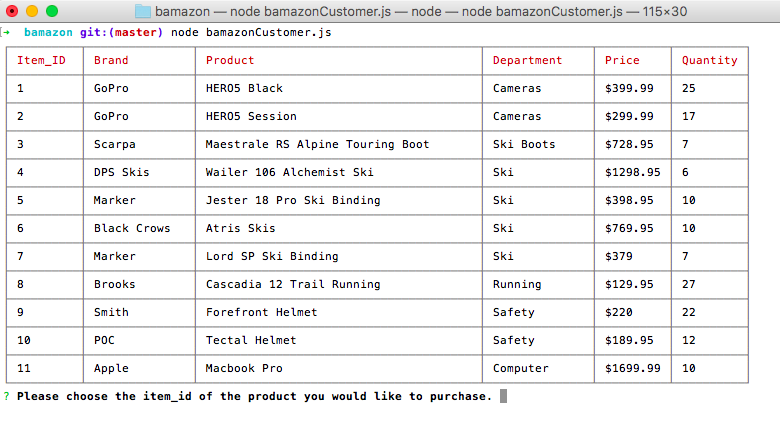 bamazon — node bamazonCustomer.js — node — node bamazonCustomer.js — 115×30
[➜ bamazon git:(master) node bamazonCustomer.js
Item_ID Brand Product Department Price Quantity
1 GoPro HERO5 Black Cameras $399.99 25
2 GoPro HERO5 Session Cameras $299.99 17
3 Scarpa Maestrale RS Alpine Touring Boot Ski Boots $728.95 7
4 DPS Skis Wailer 106 Alchemist Ski Ski $1298.95 6
5 Marker Jester 18 Pro Ski Binding Ski $398.95 10
6 Black Crows Atris Skis Ski $769.95 10
7 Marker Lord SP Ski Binding Ski $379 7
8 Brooks Cascadia 12 Trail Running Running $129.95 27
9 Smith Forefront Helmet Safety $220 22
10 POC Tectal Helmet Safety $189.95 12
11 Apple Macbook Pro Computer $1699.99 10
? Please choose the item_id of the product you would like to purchase.